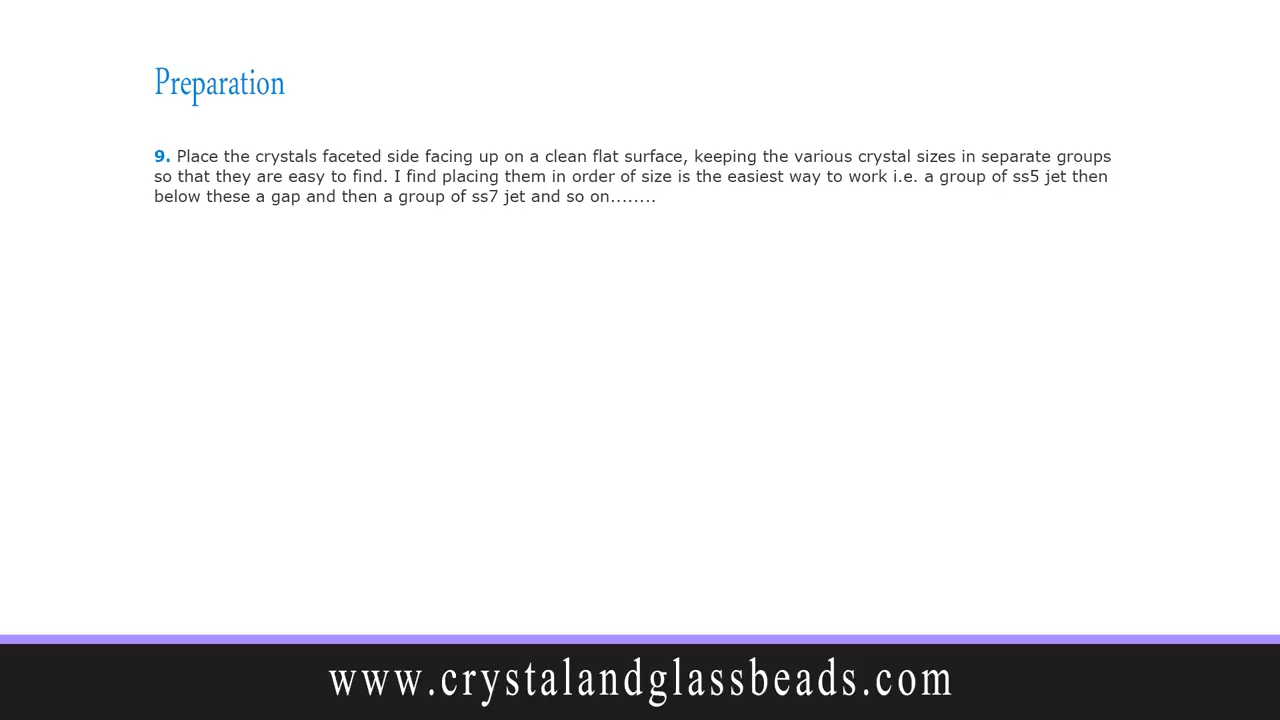 Preparation
9. Place the crystals faceted side facing up on a clean flat surface, keeping the various crystal sizes in separate groups
so that they are easy to find. I find placing them in order of size is the easiest way to work i.e. a group of ss5 jet then
below these a gap and then a group of ss7 jet and so on........
www.crystalandglassbeads.com